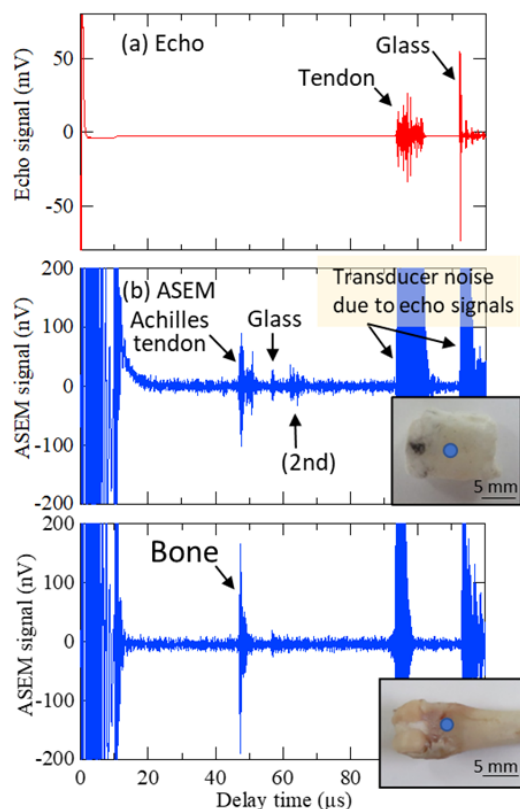 (a) Echo
Glass
Tendon
Echo signal (mV)
50
0
-50
(b) ASEM
Achilles
tendon
Glass
Transducer noise
due to echo signals
(2nd)
ASEM signal (nV)
200
100
0
-100
-200
5 mm
Bone
ASEM signal (nV)
200
100
0
-100
-200
5 mm
0
20
40
60
80
Delay time (μs)